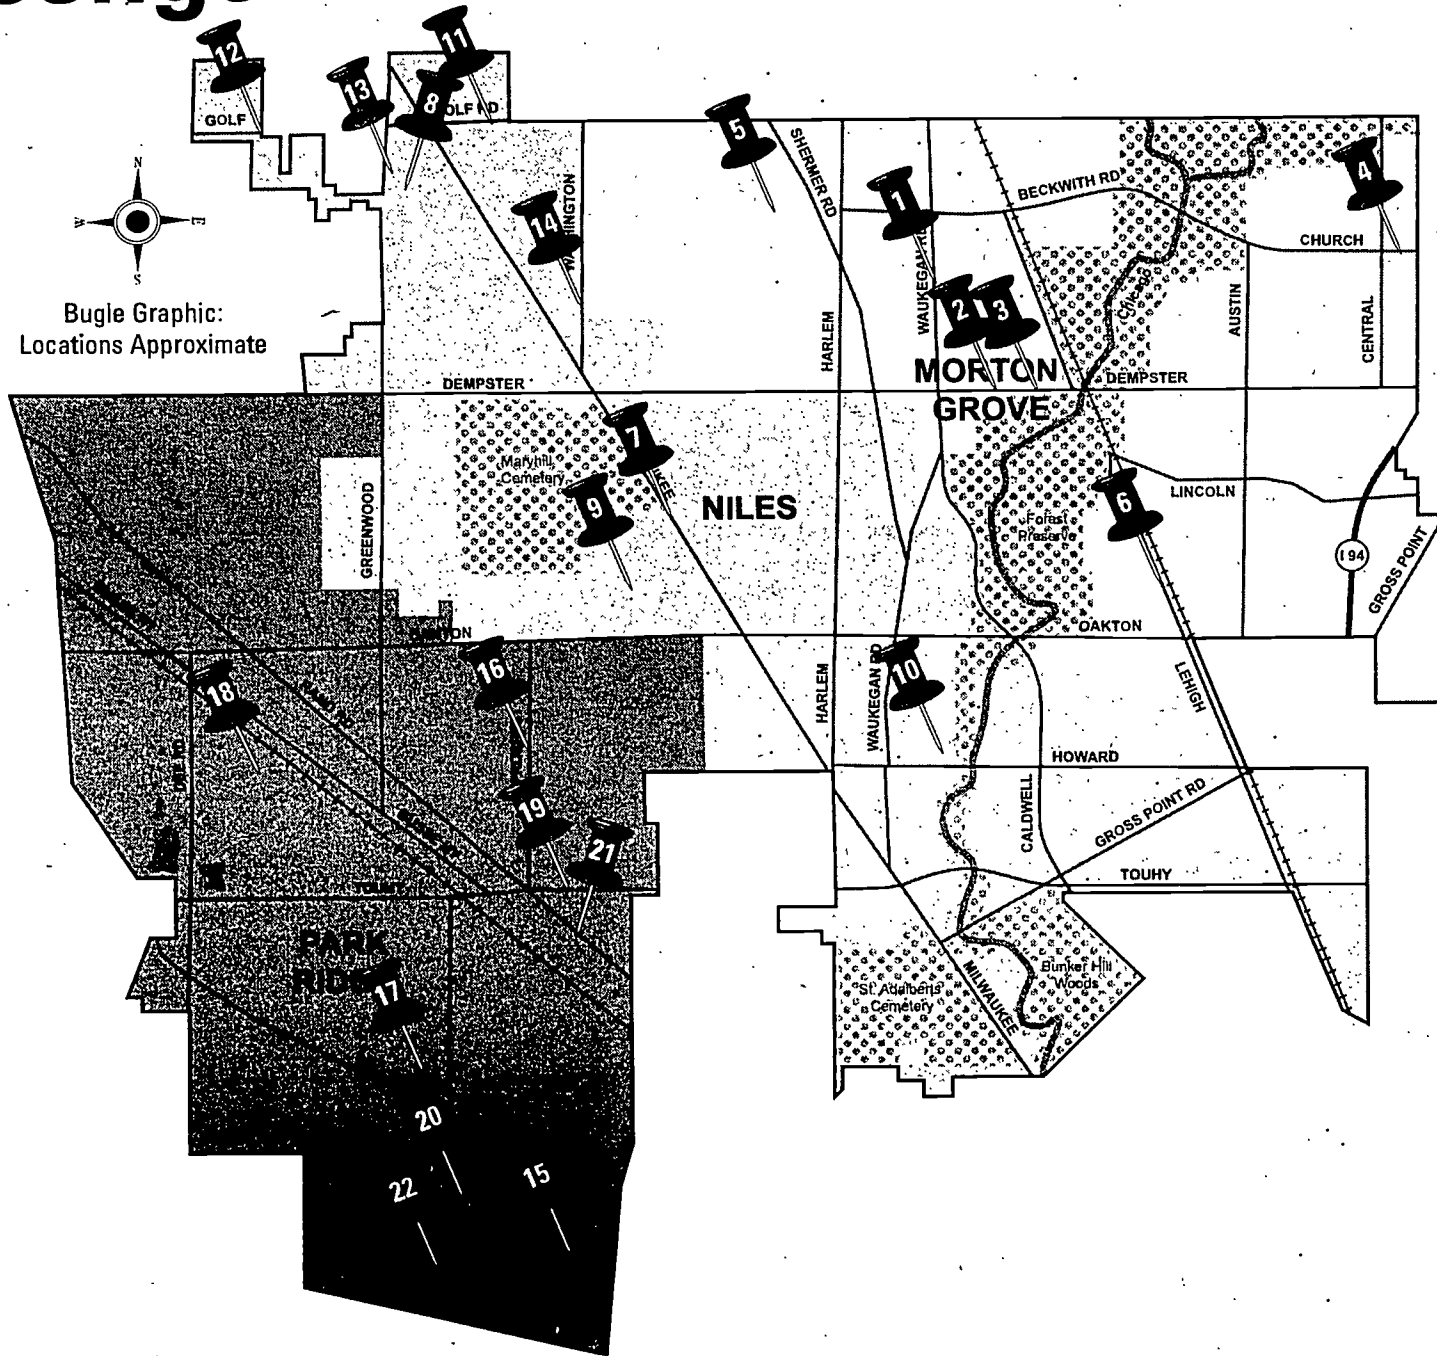 12
11
13
8
GOLF
5
SHERMER RD
4
N
W
E
S
1
BECKWITH RD
14
CHURCH
Bugle Graphic:
Locations Approximate
2
3
HARLEM
AUSTIN
CENTRAL
Chicago
MORTON
GROVE
DEMPSTER
DEMPSTER
7
Maryhill
Cemetery
9
NILES
6
LINCOLN
GREENWOOD
Forest
Preserve
I 94
GROSS POINT
OAKTON
16
18
10
HARLEM
WAUKEGAN RD
LEHIGH
HOWARD
CALDWELL
GROSS POINT RD
19
21
TOUHY
TOUHY
PARK
17
St. Adalberts
Cemetery
MILWAUKEE
Bunker Hill
Woods
20
22
15